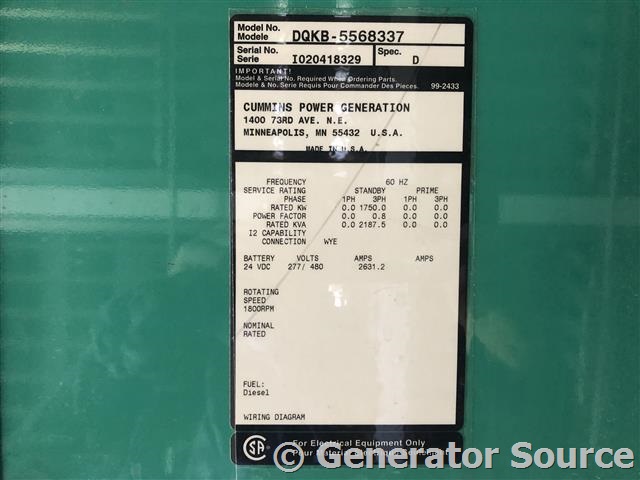 Model No. DQKB-5568337
Modele
Serial No. Spec.
Serie I020418329 D
IMPORTANT!
Model & Serial No. Required When Ordering Parts.
Modele & No. Serie Requis Pour Commander Des Pieces. 99-2433
CUMMINS POWER GENERATION
1400 73RD AVE. N.E.
MINNEAPOLIS, MN 55432 U.S.A.
MADE IN U.S.A.
FREQUENCY 60 HZ
SERVICE RATING STANDBY PRIME
PHASE 1PH 3PH 1PH 3PH
RATED KW 0.0 1750.0 0.0 0.0
POWER FACTOR 0.0 0.8 0.0 0.0
RATED KVA 0.0 2187.5 0.0 0.0
I2 CAPABILITY
CONNECTION WYE
BATTERY VOLTS AMPS AMPS
24 VDC 277/ 480 2631.2
ROTATING
SPEED
1800RPM
NOMINAL
RATED
FUEL:
Diesel
WIRING DIAGRAM
SA For Electrical Equipment Only
Pour Materiel
© Generator Source